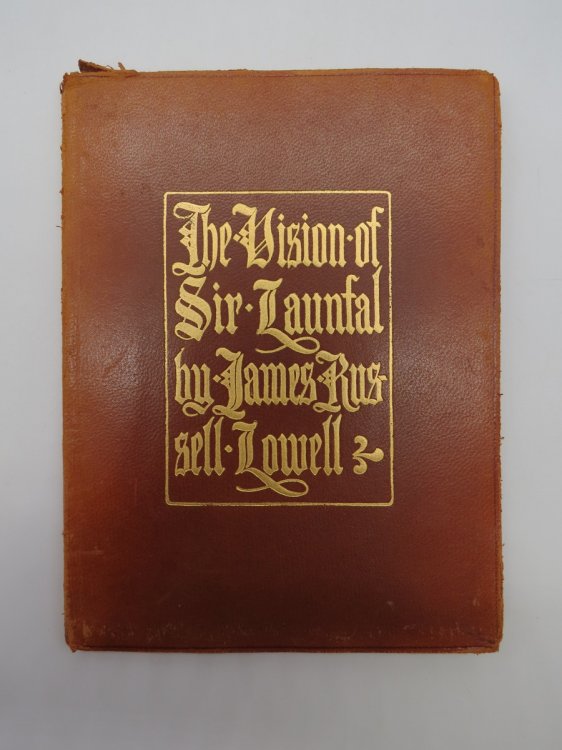 The·Vision·of
Sir·Launfal
by·James·Rus-
sell·Lowell